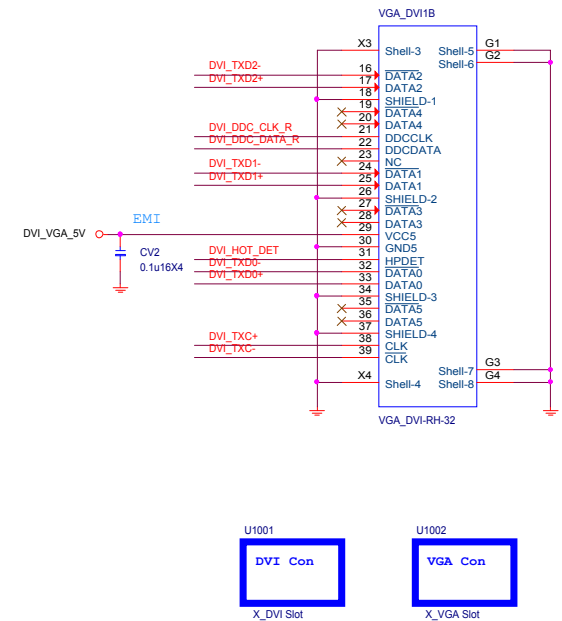 VGA_DVI1B
X3 Shell-3 Shell-5 G1
Shell-6 G2
DVI_TXD2- 16 DATA2
DVI_TXD2+ 17 DATA2
18 SHIELD-1
19 DATA4
20 DATA4
DVI_DDC_CLK_R 21 DDCCLK
DVI_DDC_DATA_R 22 DDCDATA
23 NC
DVI_TXD1- 24 DATA1
DVI_TXD1+ 25 DATA1
26 SHIELD-2
27 DATA3
28 DATA3
EMI
DVI_VGA_5V 29 VCC5
30 GND5
CV2
0.1u16X4
DVI_HOT_DET 31 HPDET
DVI_TXD0- 32 DATA0
DVI_TXD0+ 33 DATA0
34 SHIELD-3
35 DATA5
36 DATA5
37 SHIELD-4
DVI_TXC+ 38 CLK
DVI_TXC- 39 CLK
Shell-7 G3
X4 Shell-4 Shell-8 G4
VGA_DVI-RH-32
U1001 U1002
DVI Con VGA Con
X_DVI Slot X_VGA Slot